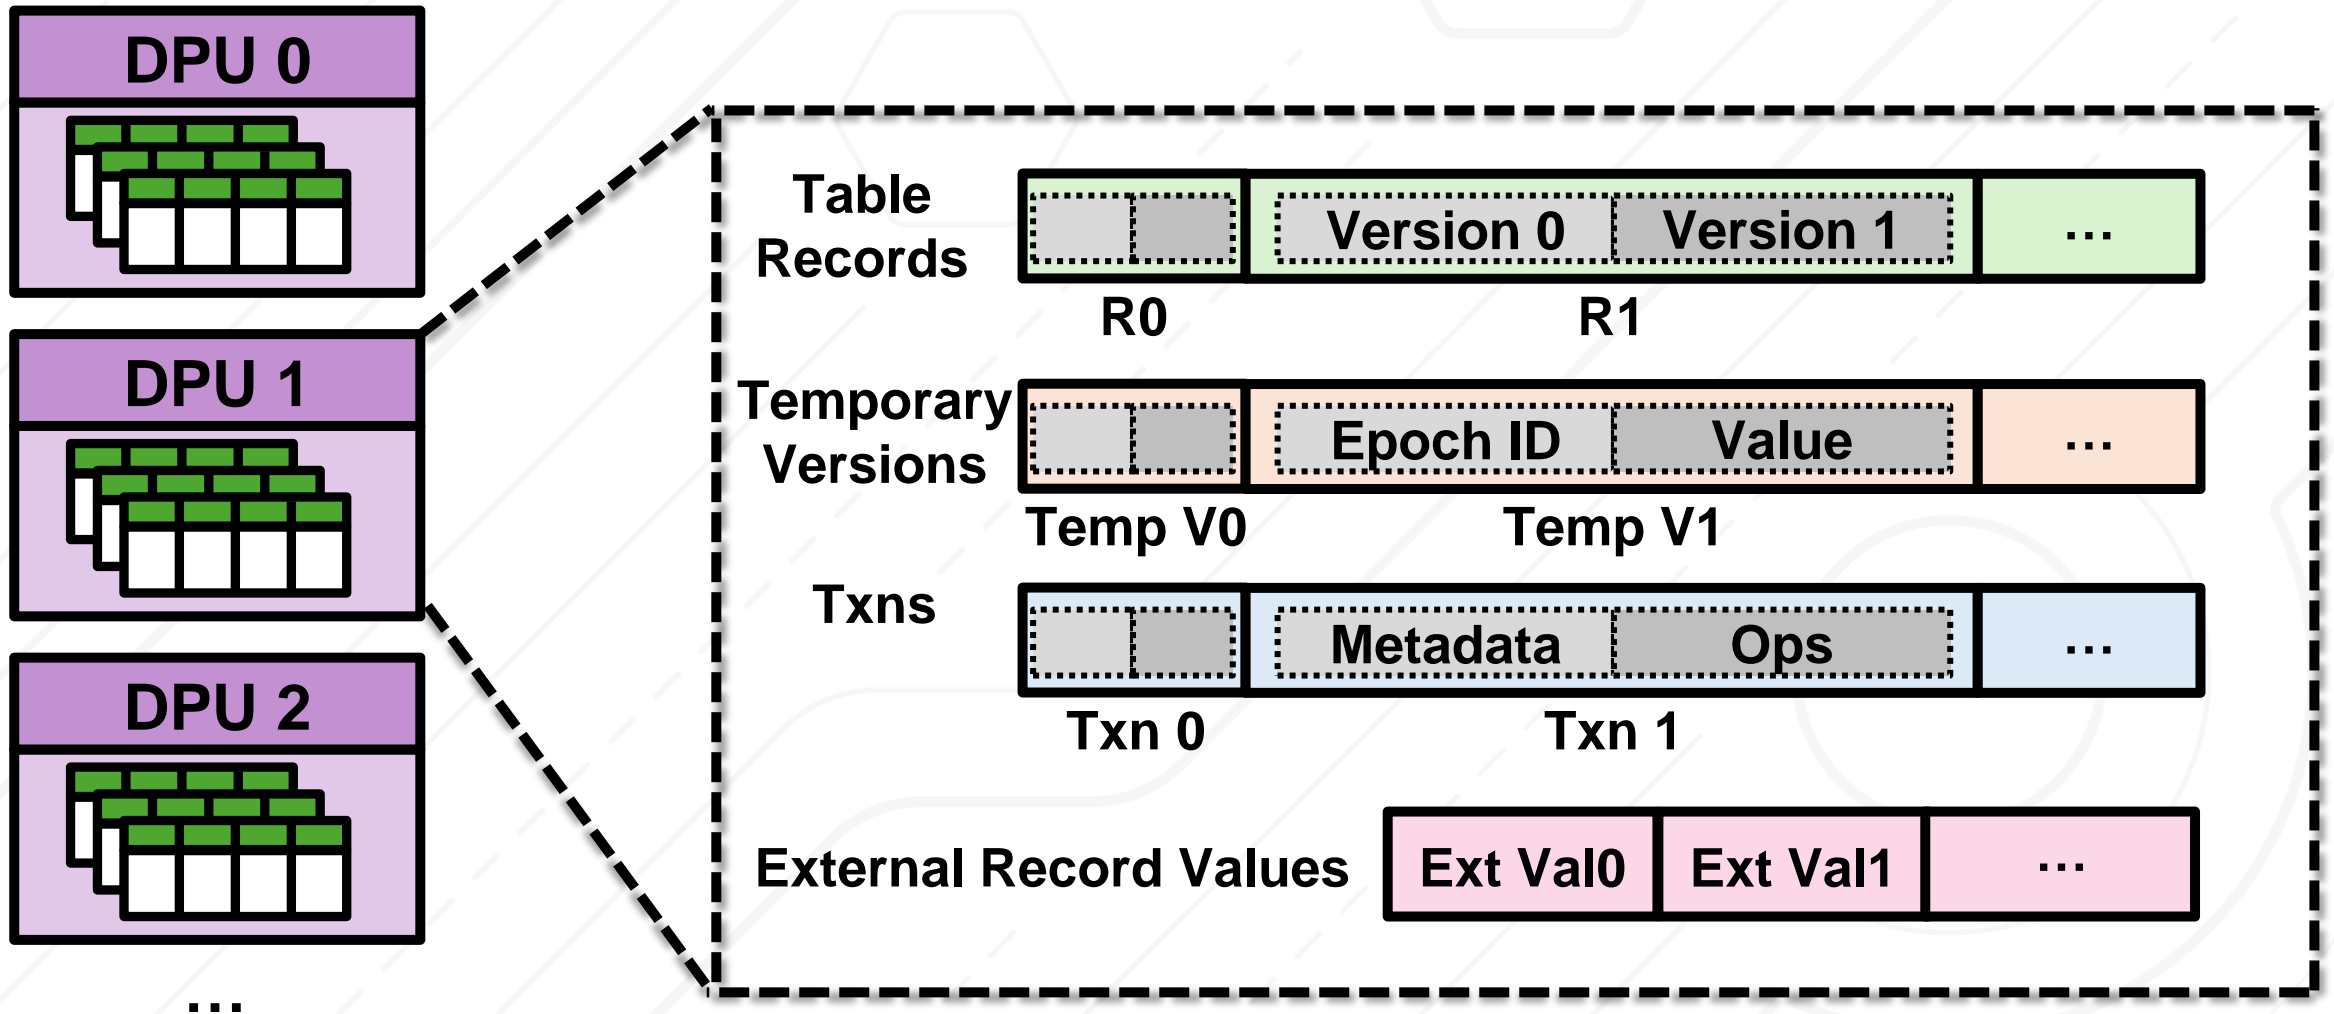 DPU 0
DPU 1
DPU 2
...
Table
Records
Version 0
Version 1
...
R0
R1
Temporary
Versions
Epoch ID
Value
...
Temp V0
Temp V1
Txns
Metadata
Ops
...
Txn 0
Txn 1
External Record Values
Ext Val0
Ext Val1
...